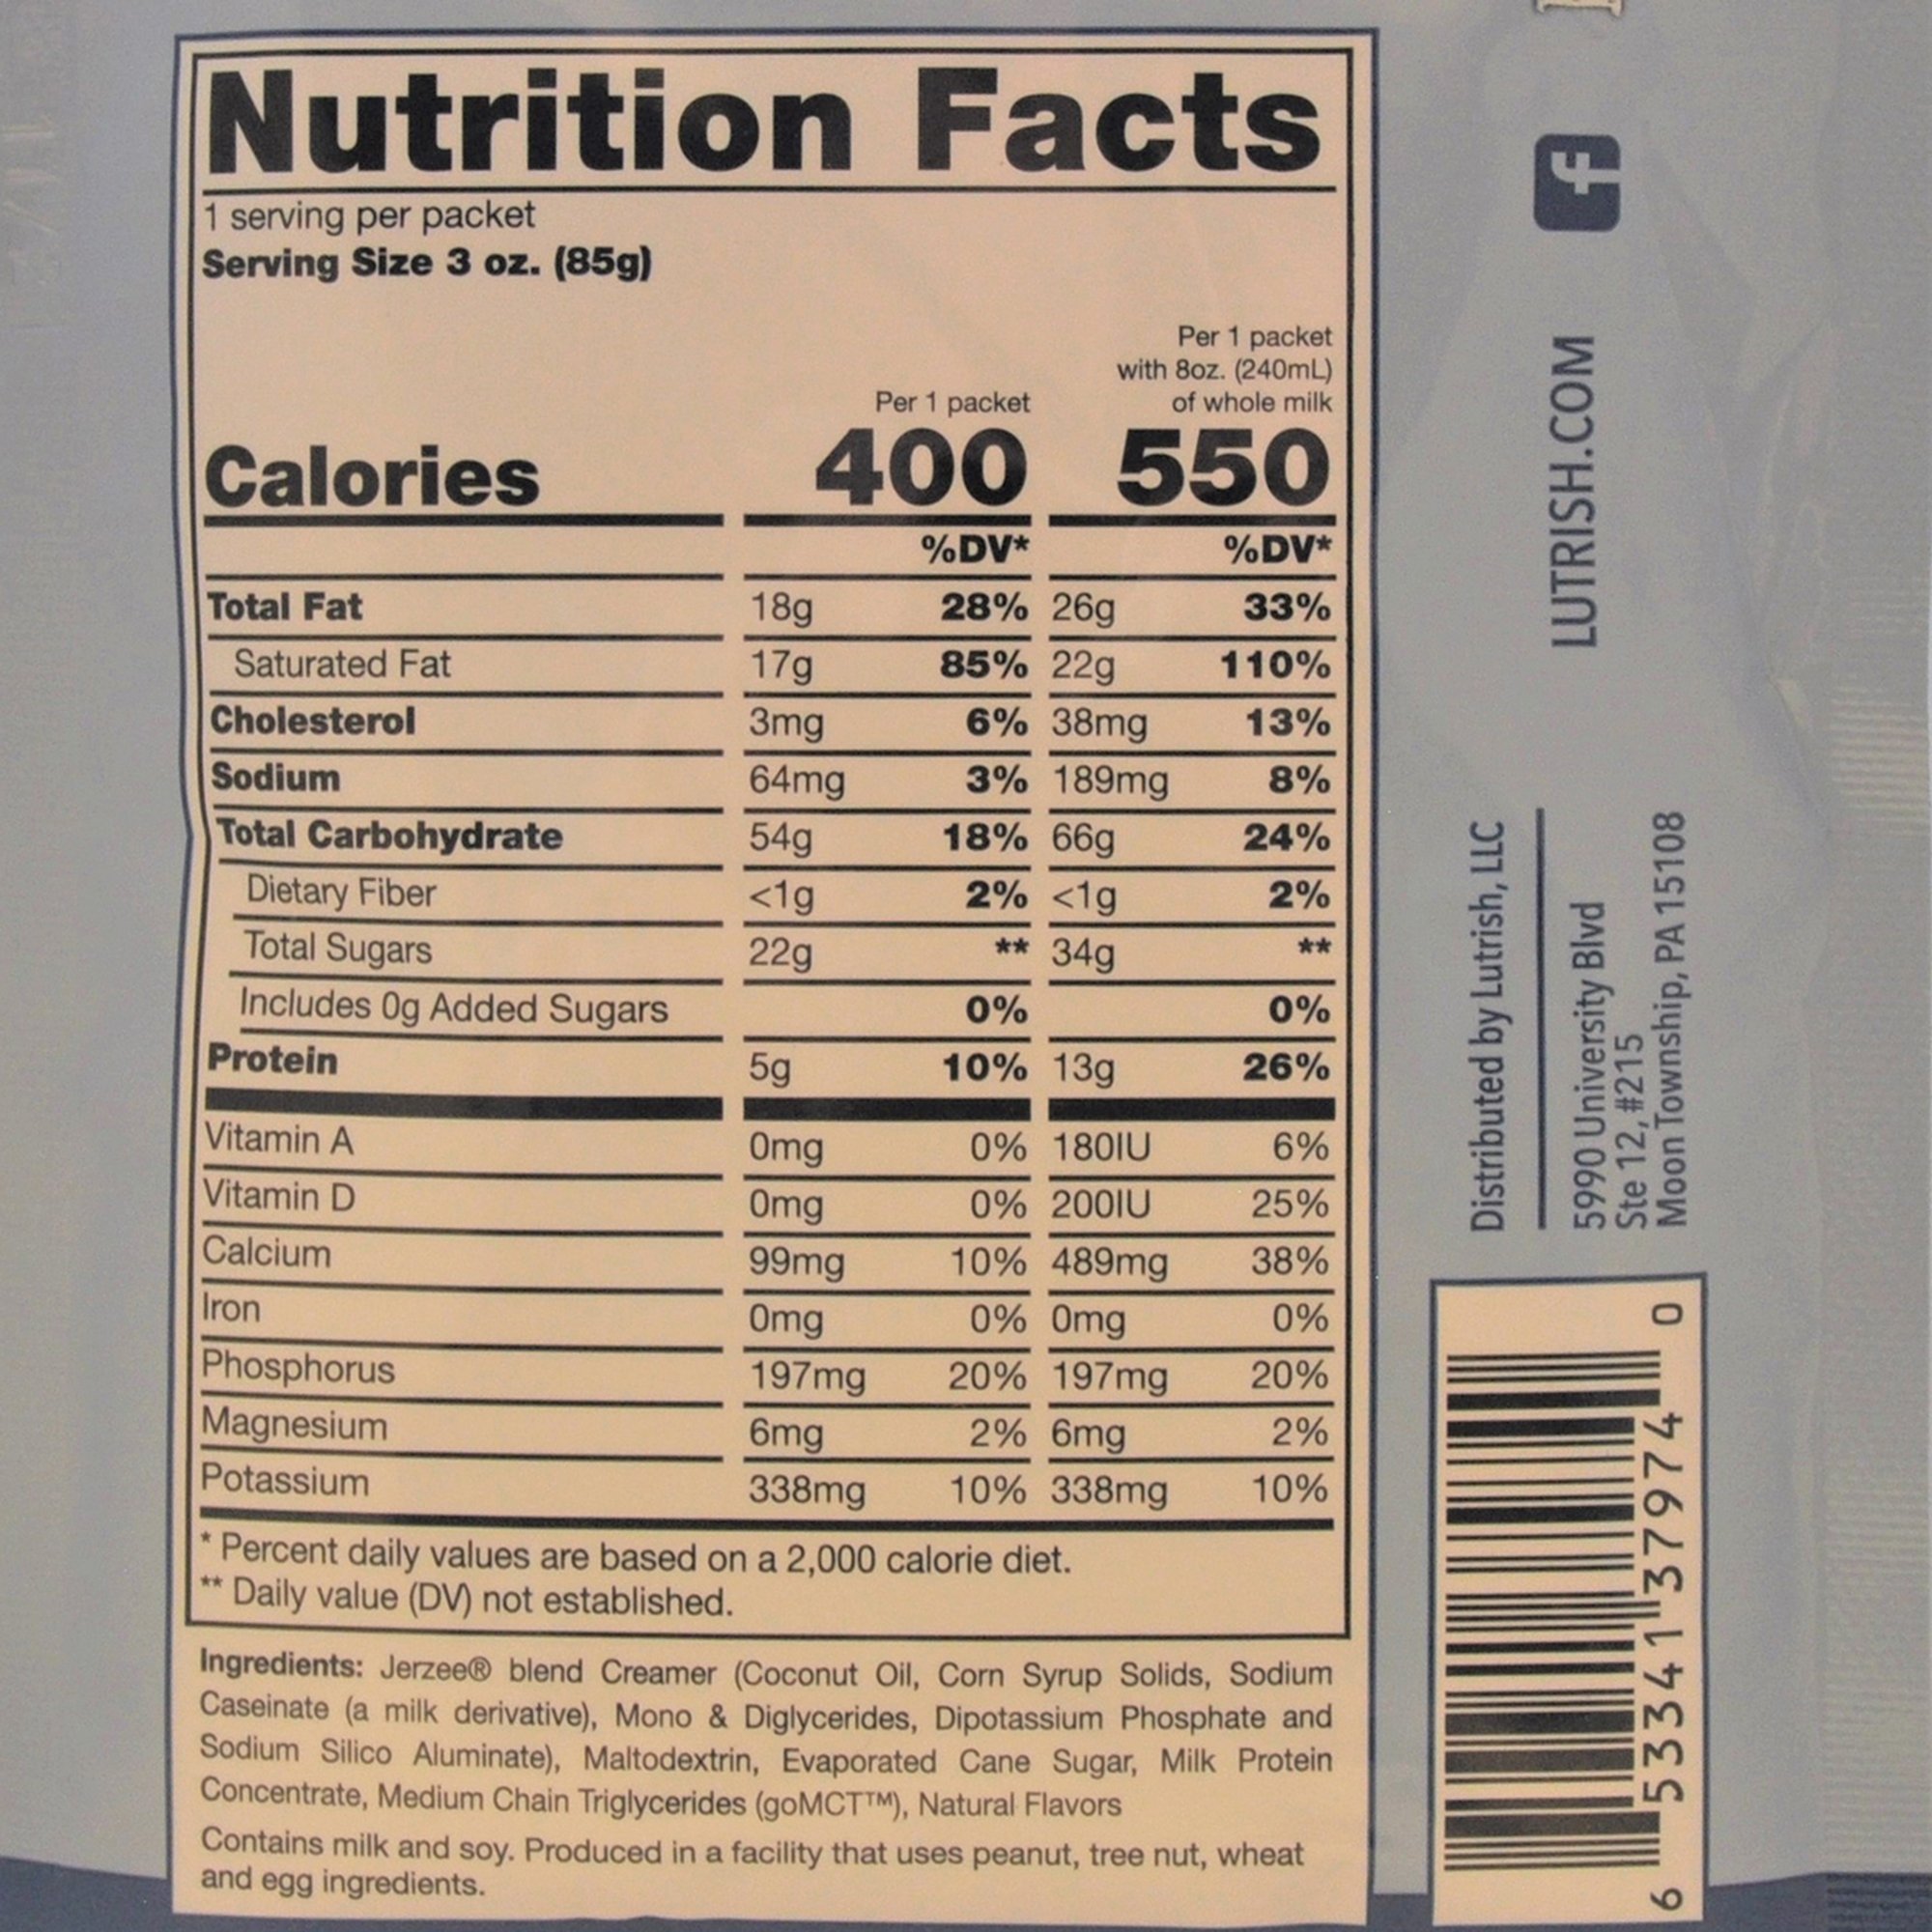 Nutrition Facts
1 serving per packet
Serving Size 3 oz. (85g)
Per 1 packet
Per 1 packet
with 8oz. (240mL)
of whole milk
Calories 400 550
%DV* %DV*
Total Fat 18g 28% 26g 33%
Saturated Fat 17g 85% 22g 110%
Cholesterol 3mg 6% 38mg 13%
Sodium 64mg 3% 189mg 8%
Total Carbohydrate 54g 18% 66g 24%
Dietary Fiber <1g 2% <1g 2%
Total Sugars 22g ** 34g **
Includes 0g Added Sugars 0% 0%
Protein 5g 10% 13g 26%
Vitamin A 0mg 0% 180IU 6%
Vitamin D 0mg 0% 200IU 25%
Calcium 99mg 10% 489mg 38%
Iron 0mg 0% 0mg 0%
Phosphorus 197mg 20% 197mg 20%
Magnesium 6mg 2% 6mg 2%
Potassium 338mg 10% 338mg 10%
* Percent daily values are based on a 2,000 calorie diet.
** Daily value (DV) not established.
Ingredients: Jerzee® blend Creamer (Coconut Oil, Corn Syrup Solids, Sodium
Caseinate (a milk derivative), Mono & Diglycerides, Dipotassium Phosphate and
Sodium Silico Aluminate), Maltodextrin, Evaporated Cane Sugar, Milk Protein
Concentrate, Medium Chain Triglycerides (goMCT™), Natural Flavors
Contains milk and soy. Produced in a facility that uses peanut, tree nut, wheat
and egg ingredients.
f
LUTRISH.COM
Distributed by Lutrish, LLC
5990 University Blvd
Ste 12, #215
Moon Township, PA 15108
6 53341 37974 0